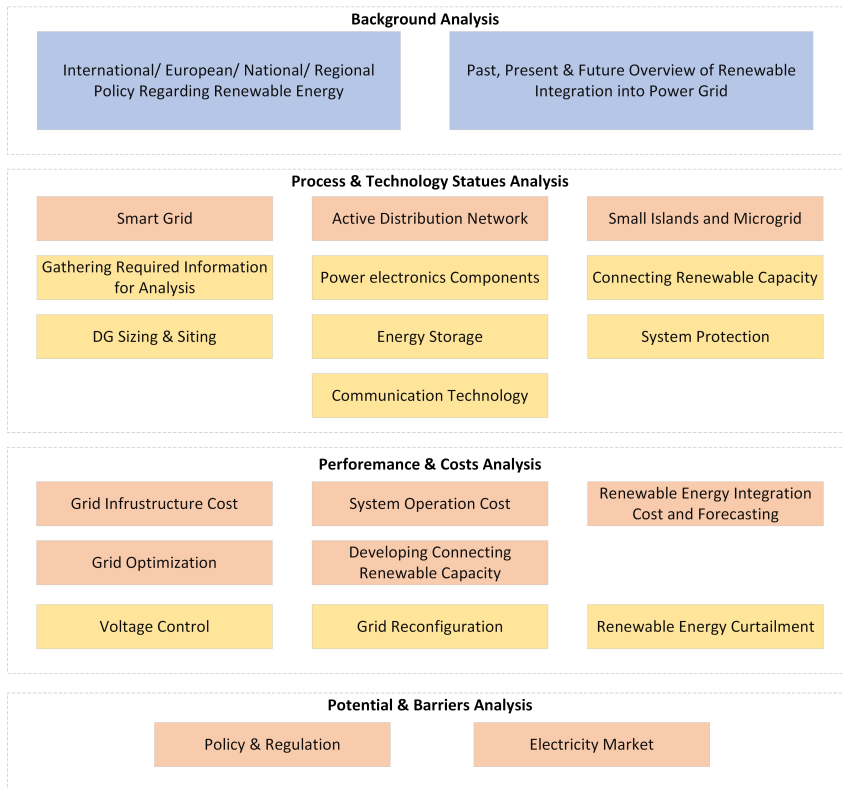 Background Analysis
International/ European/ National/ Regional
Policy Regarding Renewable Energy
Past, Present & Future Overview of Renewable
Integration into Power Grid
Process & Technology Statues Analysis
Smart Grid
Active Distribution Network
Small Islands and Microgrid
Gathering Required Information
for Analysis
Power electronics Components
Connecting Renewable Capacity
DG Sizing & Siting
Energy Storage
System Protection
Communication Technology
Perforemance & Costs Analysis
Grid Infrustructure Cost
System Operation Cost
Renewable Energy Integration
Cost and Forecasting
Grid Optimization
Developing Connecting
Renewable Capacity
Voltage Control
Grid Reconfiguration
Renewable Energy Curtailment
Potential & Barriers Analysis
Policy & Regulation
Electricity Market